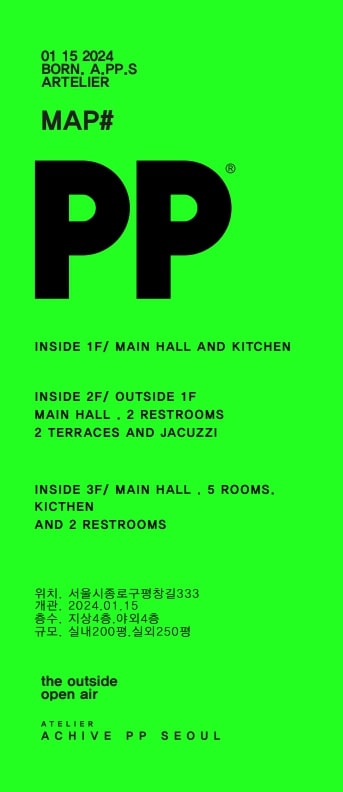 01 15 2024
BORN. A.PP.S
ARTELIER
MAP#
PP®
INSIDE 1F/ MAIN HALL AND KITCHEN
INSIDE 2F/ OUTSIDE 1F
MAIN HALL , 2 RESTROOMS
2 TERRACES AND JACUZZI
INSIDE 3F/ MAIN HALL , 5 ROOMS,
KICTHEN
AND 2 RESTROOMS
위치. 서울시종로구평창길333
개관. 2024.01.15
층수. 지상4층,야외4층
규모. 실내200평,실외250평
the outside
open air
ATELIER
ACHIVE PP SEOUL